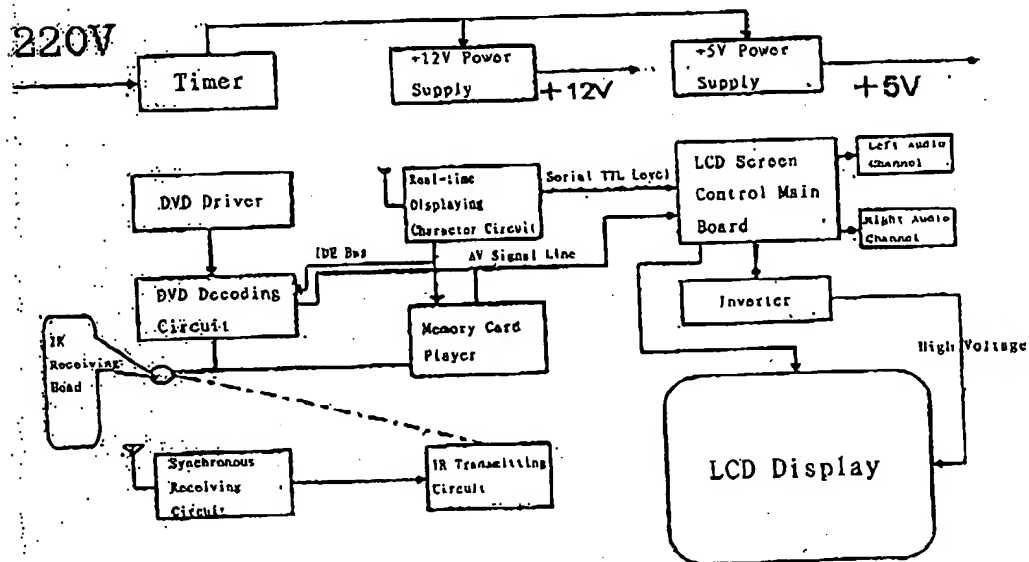 220V
Timer
+12V Power
Supply
+12V
+5V Power
Supply
+5V
DVD Driver
Real-time
Displaying
Character Circuit
Serial TTL Level
LCD Screen
Control Main
Board
Left Audio
Channel
Right Audio
Channel
IDE Bus
AV Signal Line
DVD Decoding
Circuit
Memory Card
Player
Inverter
High Voltage
IR
Receiving
Head
Synchronous
Receiving
Circuit
IR Transmitting
Circuit
LCD Display